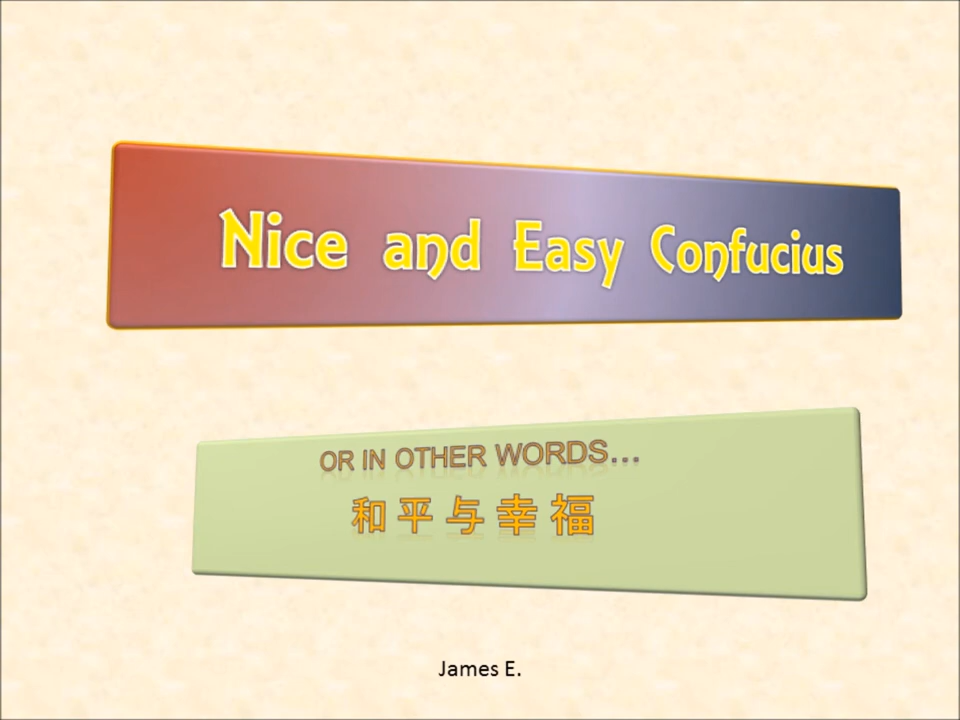 Nice and Easy Confucius
OR IN OTHER WORDS...
和平与幸福
James E.